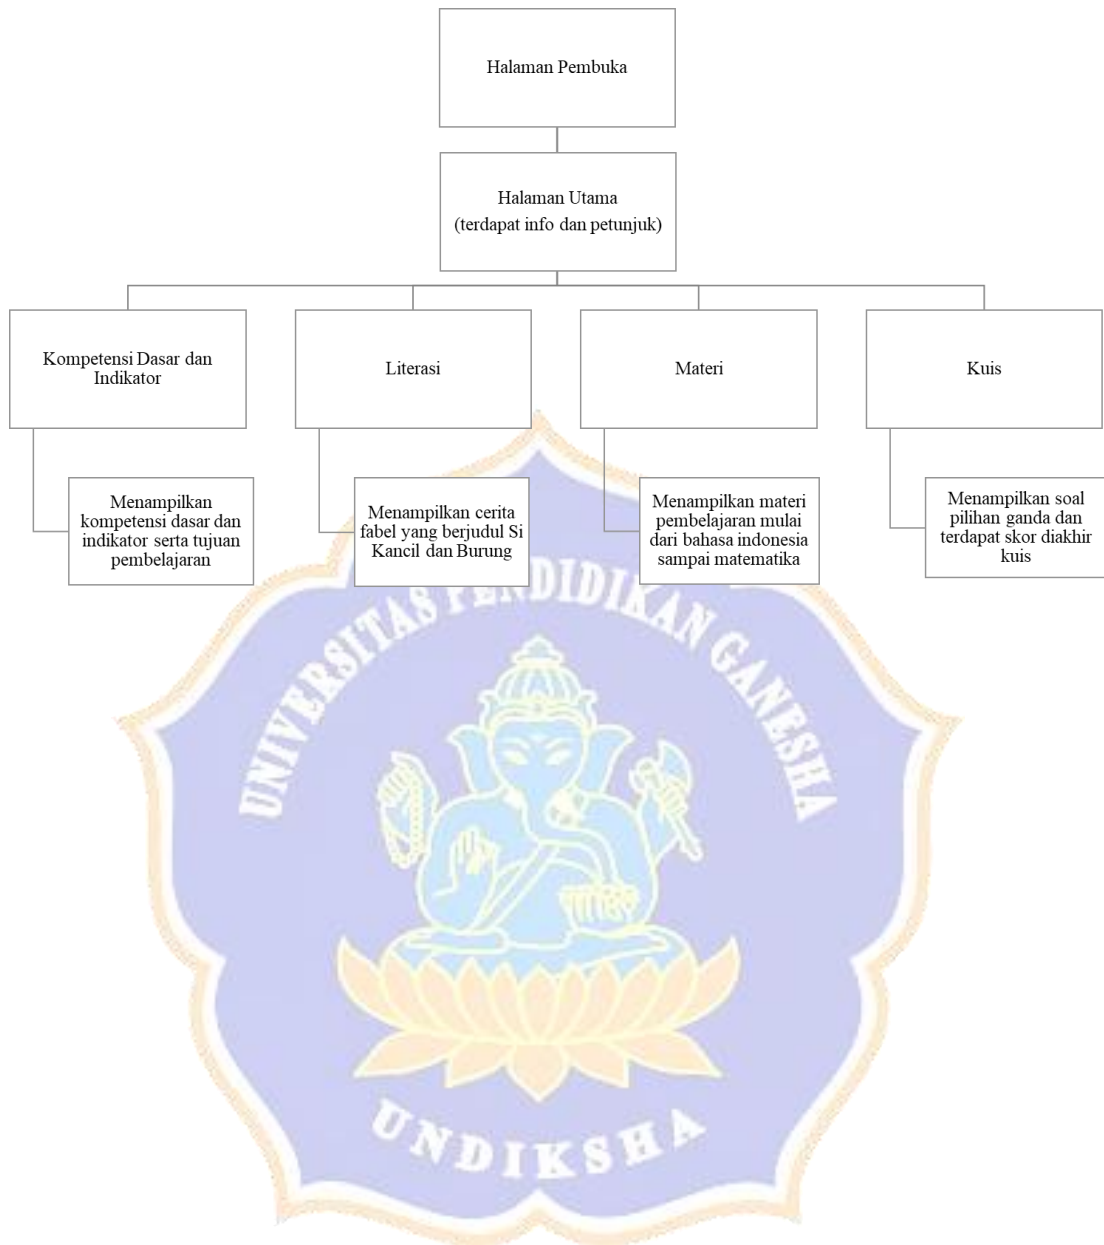 Halaman Pembuka
Halaman Utama
(terdapat info dan petunjuk)
Kompetensi Dasar dan
Indikator
Literasi
Materi
Kuis
Menampilkan
kompetensi dasar dan
indikator serta tujuan
pembelajaran
Menampilkan cerita
fabel yang berjudul Si
Kancil dan Burung
Menampilkan materi
pembelajaran mulai
dari bahasa indonesia
sampai matematika
Menampilkan soal
pilihan ganda dan
terdapat skor diakhir
kuis
UNIVERSITAS PENDIDIKAN GANESHA
UNDIKSHA